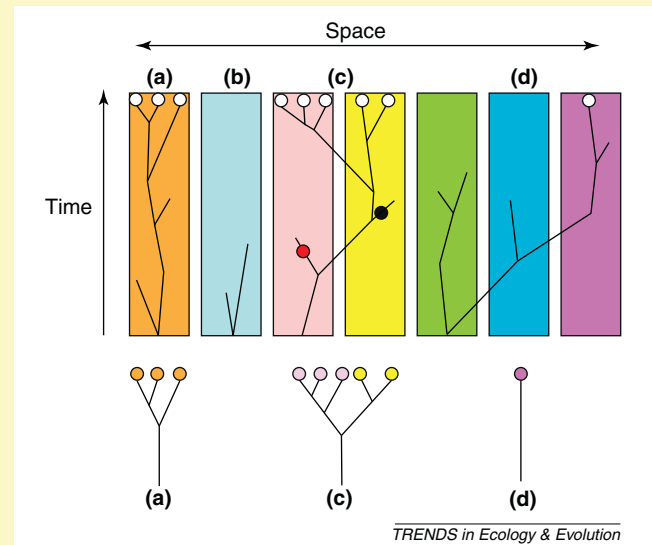 Space
(a) (b) (c) (d)
Time
(a) (c) (d)
TRENDS in Ecology & Evolution